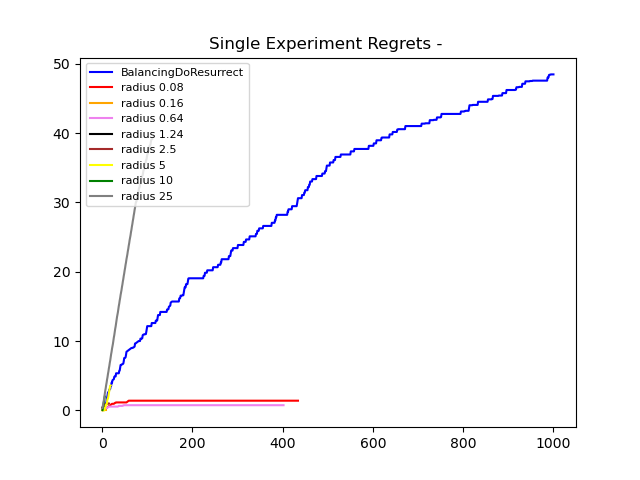 Single Experiment Regrets -
50
40
30
20
10
0
BalancingDoResurrect
radius 0.08
radius 0.16
radius 0.64
radius 1.24
radius 2.5
radius 5
radius 10
radius 25
0 200 400 600 800 1000